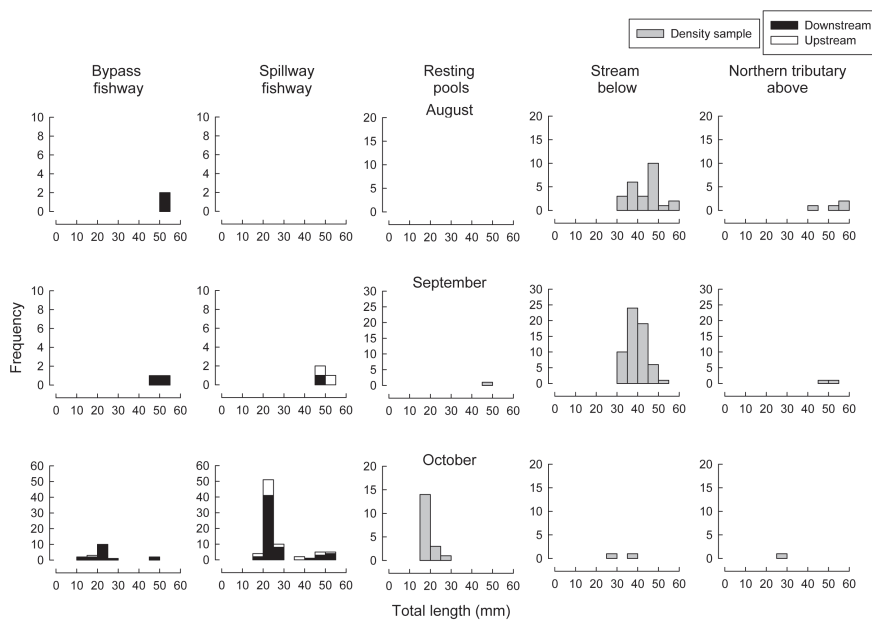 Density sample
Downstream
Upstream
Bypass
fishway
Spillway
fishway
Resting
pools
Stream
below
Northern tributary
above
August
10
8
6
4
2
0
0 10 20 30 40 50 60
10
8
6
4
2
0
0 10 20 30 40 50 60
20
15
10
5
0
0 10 20 30 40 50 60
20
15
10
5
0
0 10 20 30 40 50 60
20
15
10
5
0
0 10 20 30 40 50 60
Frequency
September
10
8
6
4
2
0
0 10 20 30 40 50 60
10
8
6
4
2
0
0 10 20 30 40 50 60
30
25
20
15
10
5
0
0 10 20 30 40 50 60
30
25
20
15
10
5
0
0 10 20 30 40 50 60
30
25
20
15
10
5
0
0 10 20 30 40 50 60
October
60
50
40
30
20
10
0
0 10 20 30 40 50 60
60
50
40
30
20
10
0
0 10 20 30 40 50 60
20
15
10
5
0
0 10 20 30 40 50 60
20
15
10
5
0
0 10 20 30 40 50 60
20
15
10
5
0
0 10 20 30 40 50 60
Total length (mm)